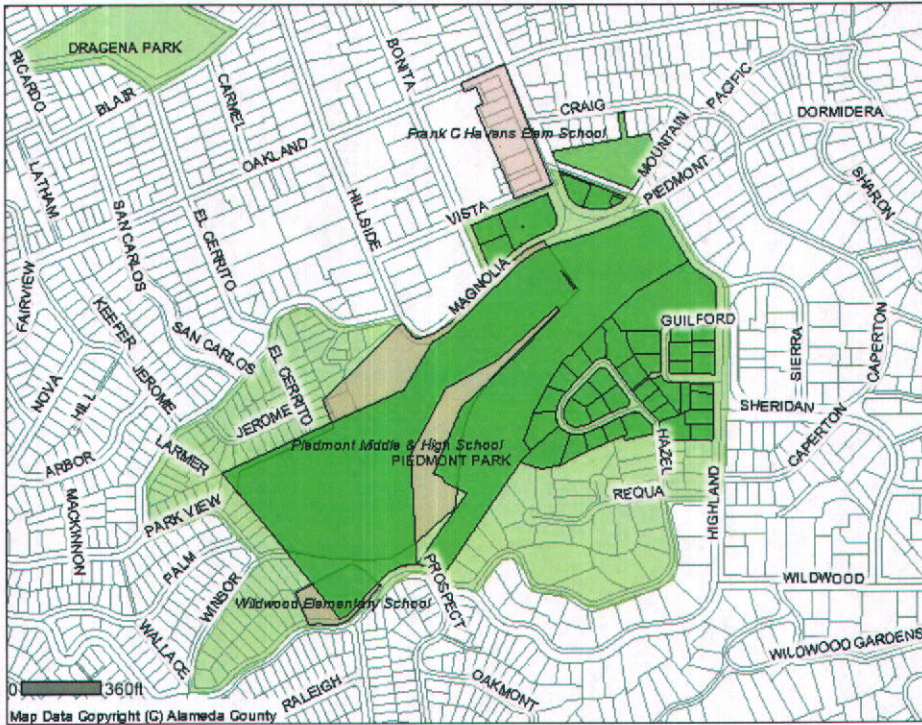 DRACENA PARK
RICARDO
BLAIR
CARMEL
BONITA
OAKLAND
CRAIG
Frank C Havens Elem School
MOUNTAIN
PACIFIC
DORMIDERA
SHARON
PIEDMONT
LATHAM
SAN CARLOS
EL CERRITO
HILLSIDE
VISTA
MAGNOLIA
FAIRVIEW
KEEFER
JEROME
SAN CARLOS
EL CERRITO
GUILFORD
SIERRA
CAPERTON
NOVA
HILL
JEROME
SHERIDAN
Piedmont Middle & High School
PIEDMONT PARK
HAZEL
CAPERTON
ARBOR
LARMER
REQUA
HIGHLAND
MACKINNON
PARK VIEW
PALM
WINSOR
PROSPECT
WILDWOOD
Wildwood Elementary School
WALLACE
WILDWOOD GARDENS
RALEIGH
OAKMONT
0 360ft
Map Data Copyright (C) Alameda County